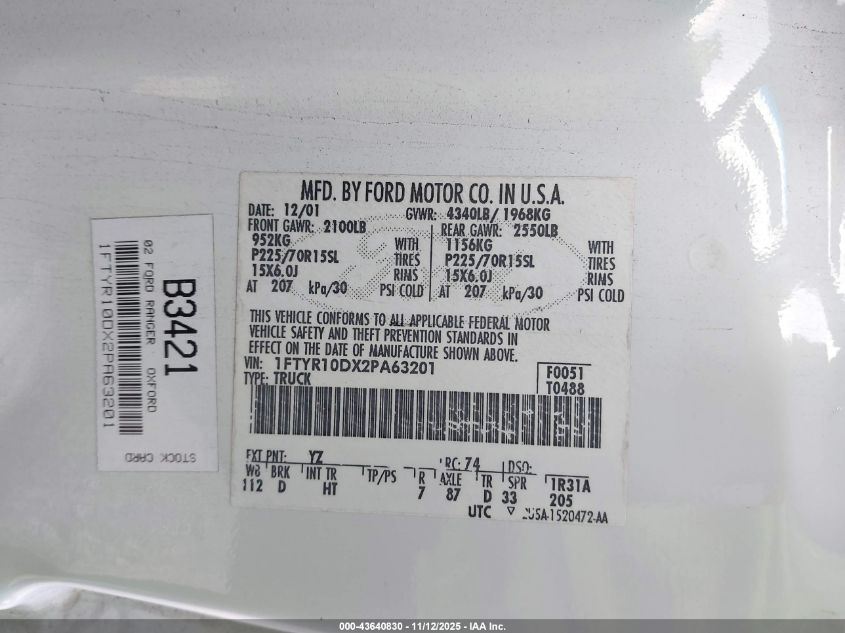 MFD. BY FORD MOTOR CO. IN U.S.A.
DATE: 12/01 GVWR: 4340LB/ 1968KG
FRONT GAWR: 2100LB REAR GAWR: 2550LB
952KG WITH 1156KG WITH
P225/70R15SL TIRES P225/70R15SL TIRES
15X6.0J RIMS 15X6.0J RIMS
AT 207 kPa/30 PSI COLD AT 207 kPa/30 PSI COLD
THIS VEHICLE CONFORMS TO ALL APPLICABLE FEDERAL MOTOR
VEHICLE SAFETY AND THEFT PREVENTION STANDARDS IN
EFFECT ON THE DATE OF MANUFACTURE SHOWN ABOVE.
VIN: 1FTYR10DX2PA63201 F0051
TYPE: TRUCK T0488
EXT PNT: YZ RC: 74 DSO:
WB BRK INT TR TP/PS R AXLE TR SPR 1R31A
112 D HT 7 87 D 33 205
UTC ▽ -1520472-AA
B3421
02 FORD RANGER OXFORD
1FTYR10DX2PA63201
STOCK CARD
000-43640830 - 11/12/2025 - IAA Inc.